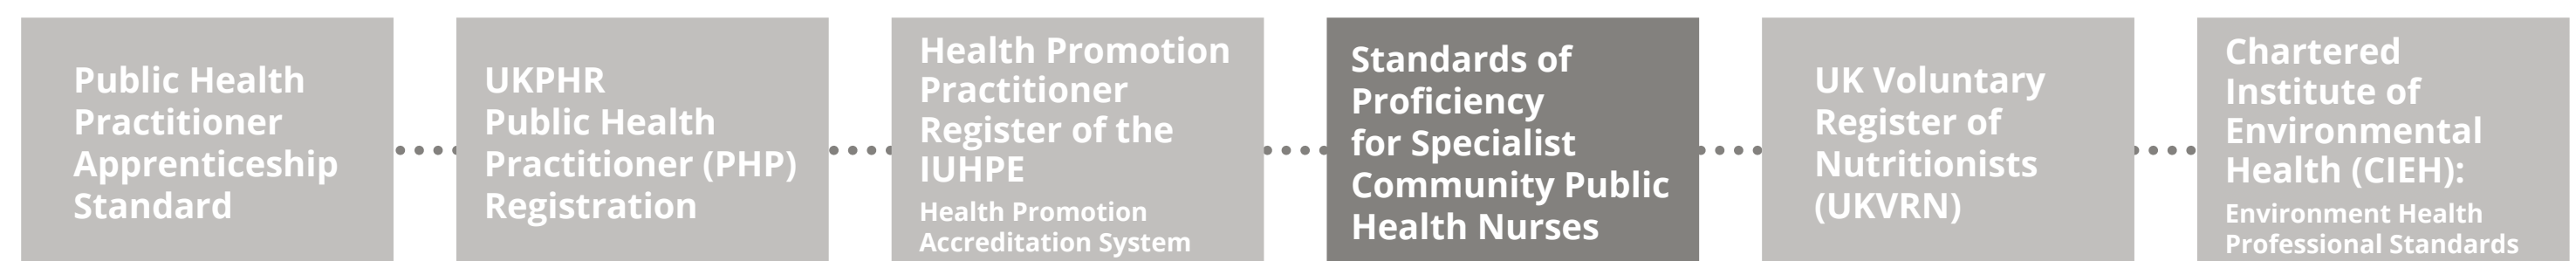 Public Health
Practitioner
Apprenticeship
Standard
UKPHR
Public Health
Practitioner (PHP)
Registration
Health Promotion
Practitioner
Register of the
IUHPE
Health Promotion
Accreditation System
Standards of
Proficiency
for Specialist
Community Public
Health Nurses
UK Voluntary
Register of
Nutritionists
(UKVRN)
Chartered
Institute of
Environmental
Health (CIEH):
Environment Health
Professional Standards